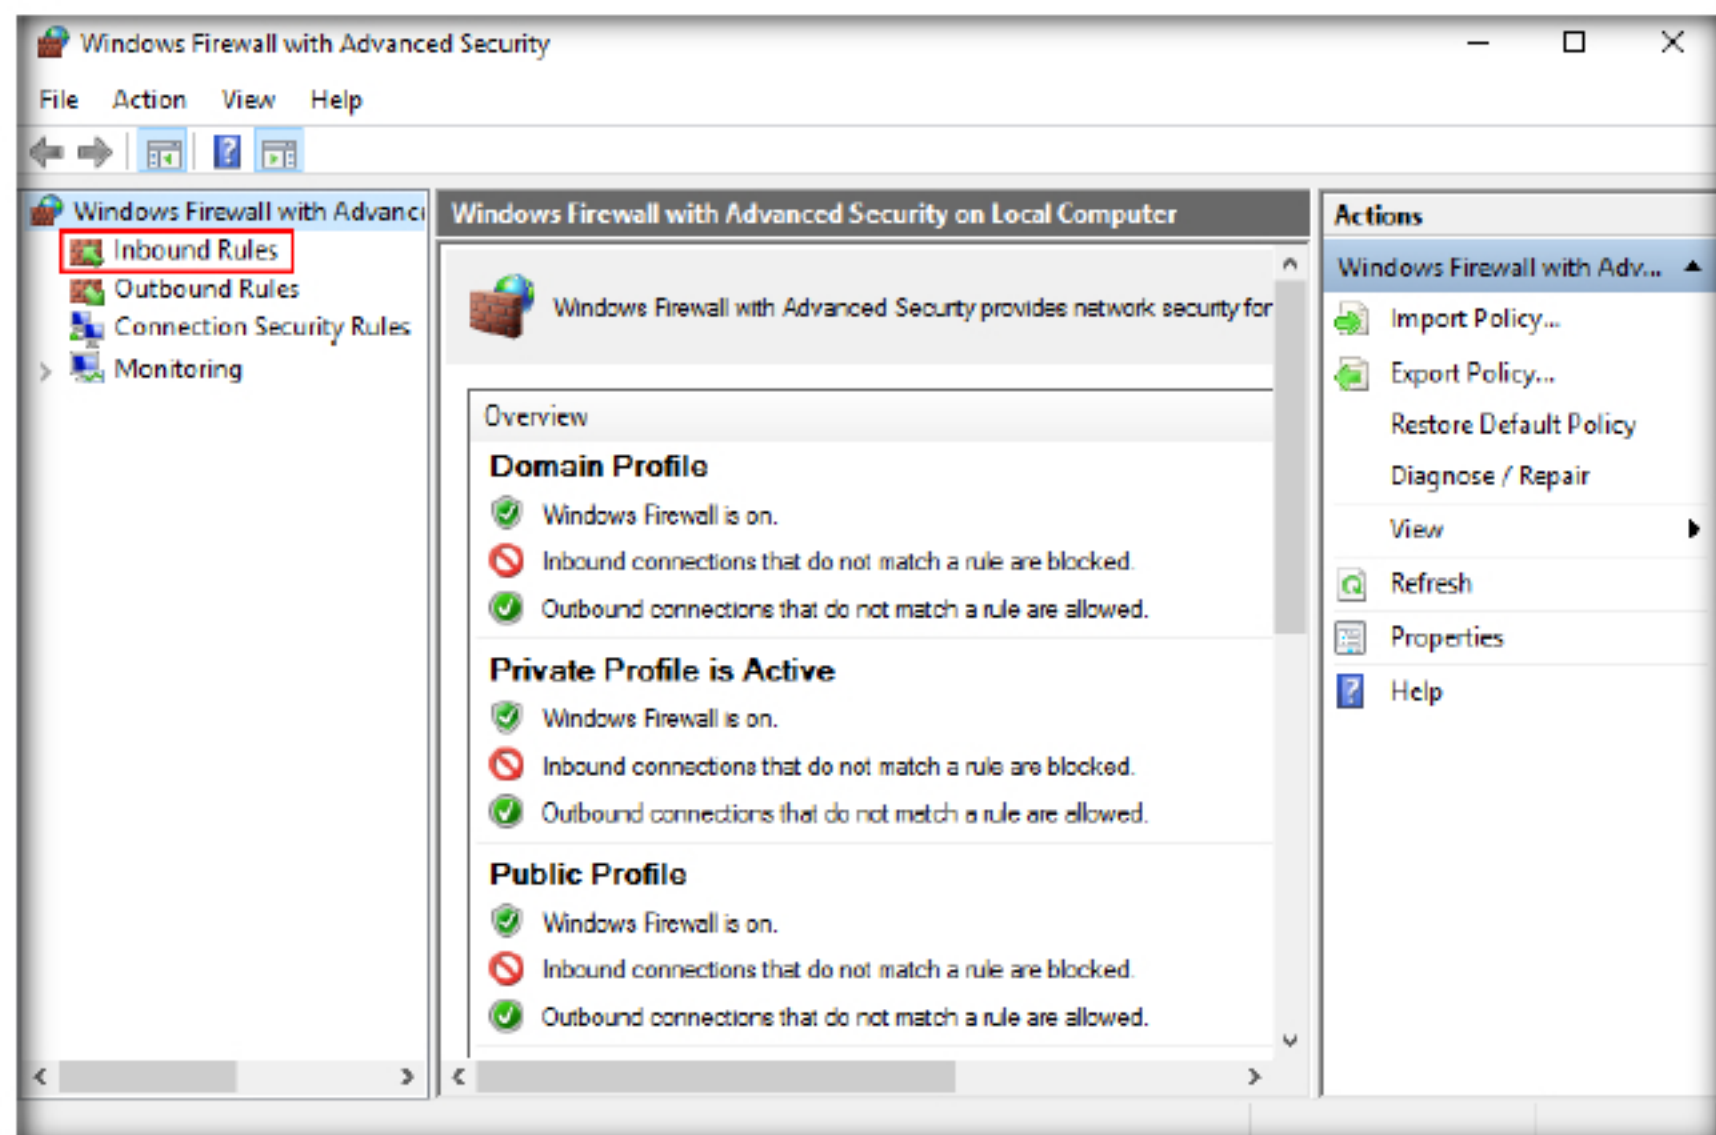 Windows Firewall with Advanced Security
File Action View Help
Windows Firewall with Advanc
Inbound Rules
Outbound Rules
Connection Security Rules
Monitoring
Windows Firewall with Advanced Security on Local Computer
Windows Firewall with Advanced Security provides network security for
Overview
Domain Profile
Windows Firewall is on.
Inbound connections that do not match a rule are blocked.
Outbound connections that do not match a rule are allowed.
Private Profile is Active
Windows Firewall is on.
Inbound connections that do not match a rule are blocked.
Outbound connections that do not match a rule are allowed.
Public Profile
Windows Firewall is on.
Inbound connections that do not match a rule are blocked.
Outbound connections that do not match a rule are allowed.
Actions
Windows Firewall with Adv...
Import Policy...
Export Policy...
Restore Default Policy
Diagnose / Repair
View
Refresh
Properties
Help